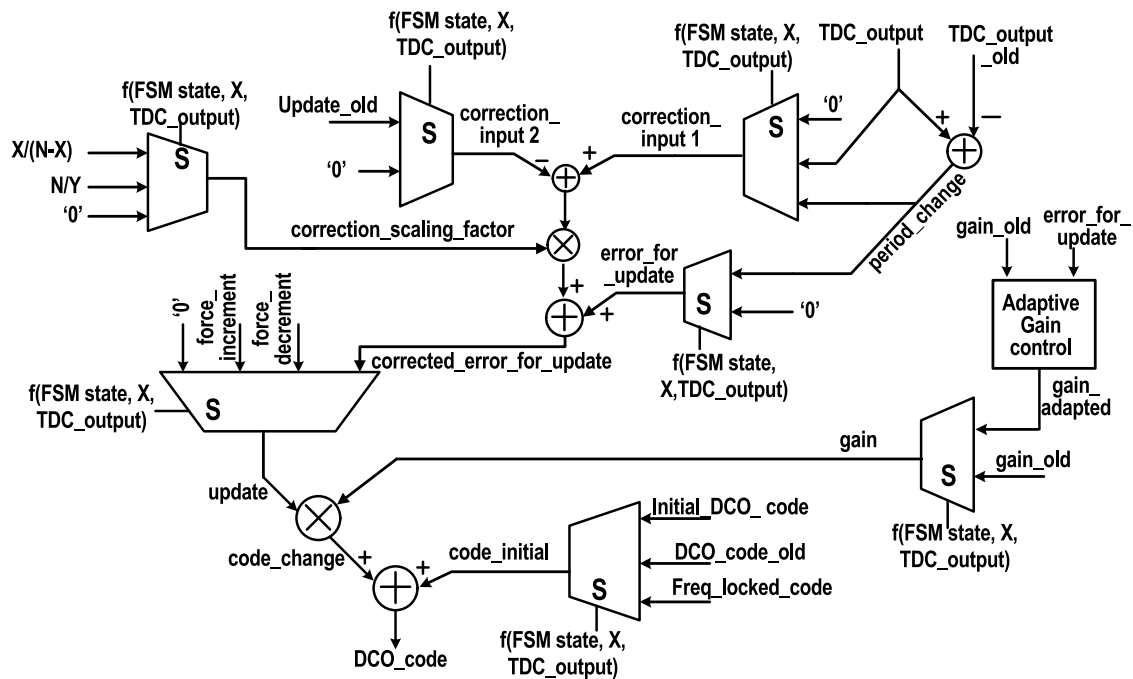 f(FSM state, X,
TDC_output)
f(FSM state, X,
TDC_output)
TDC_output
TDC_output
_old
f(FSM state, X,
TDC_output)
Update_old
correction_
input 2
correction_
input 1
‘0’
+
−
S
S
S
X/(N-X)
−
+
‘0’
N/Y
‘0’
correction_scaling_factor
period_change
gain_old
error_for_
update
error_for
_update
+
+
S
‘0’
Adaptive
Gain
control
‘0’
force_
increment
force_
decrement
corrected_error_for_update
f(FSM state,
X,TDC_output)
f(FSM state, X,
TDC_output)
S
gain_
adapted
gain
gain_old
S
update
Initial_DCO_ code
f(FSM state, X,
TDC_output)
code_change
+
+
code_initial
DCO_code_old
S
Freq_locked_code
f(FSM state, X,
TDC_output)
DCO_code